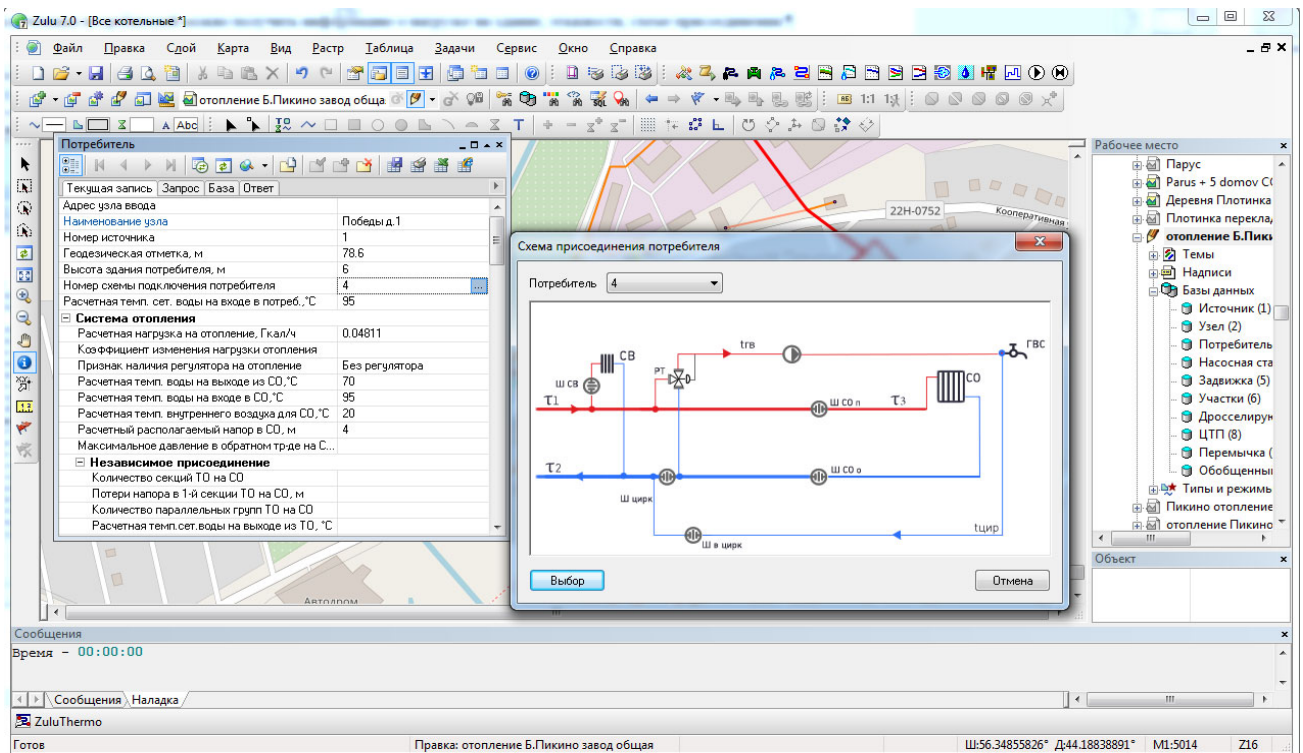 Zulu 7.0 - [Все котельные *]
Файл Правка Слой Карта Вид Растр Таблица Задачи Сервис Окно Справка
отопление Б.Пикино завод обща
1:1
A Abc
T
Потребитель
Текущая запись Запрос База Ответ
Адрес узла ввода
Наименование узла Победы д.1
Номер источника 1
Геодезическая отметка, м 78.6
Высота здания потребителя, м 6
Номер схемы подключения потребителя 4 ...
Расчетная темп. сет. воды на входе в потреб.,°C 95
Система отопления
Расчетная нагрузка на отопление, Гкал/ч 0.04811
Коэффициент изменения нагрузки отопления
Признак наличия регулятора на отопление Без регулятора
Расчетная темп. воды на выходе из СО,°C 70
Расчетная темп. воды на входе в СО,°C 95
Расчетная темп. внутреннего воздуха для СО,°C 20
Расчетный располагаемый напор в СО, м 4
Максимальное давление в обратном тр-де на С...
Независимое присоединение
Количество секций ТО на СО
Потери напора в 1-й секции ТО на СО, м
Количество параллельных групп ТО на СО
Расчетная темп.сет.воды на выходе из ТО, °C
22Н-0752
Кооперативная
Автодром
Схема присоединения потребителя
Потребитель 4
СВ
Ш СВ
РТ
tгв
ГВС
τ1
Ш СО п
τ3
СО
τ2
Ш СО о
Ш цирк
Ш в цирк
tцир
Выбор
Отмена
Рабочее место
Парус
Parus + 5 domov C
Деревня Плотинка
Плотинка перекла
отопление Б.Пики
Темы
Надписи
Базы данных
Источник (1)
Узел (2)
Потребитель
Насосная ста
Задвижка (5)
Участки (6)
Дросселирун
ЦТП (8)
Перемычка (
Обобщенны
Типы и режимь
Пикино отопление
отопление Пикино
Объект
Сообщения
Время - 00:00:00
Сообщения Наладка
ZuluThermo
Готов
Правка: отопление Б.Пикино завод общая
Ш:56.34855826° Д:44.18838891° М1:5014 Z16